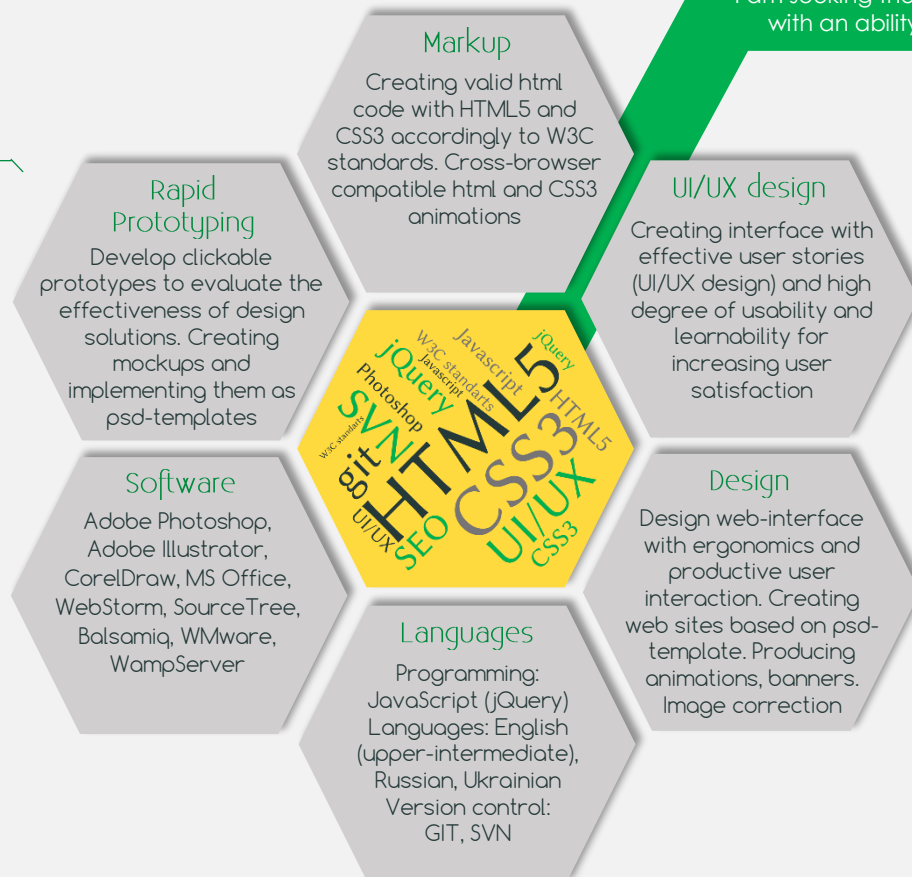 I am seeking
with an ability
Markup
Creating valid html
code with HTML5 and
CSS3 accordingly to W3C
standards. Cross-browser
compatible html and CSS3
animations
Rapid
Prototyping
Develop clickable
prototypes to evaluate the
effectiveness of design
solutions. Creating
mockups and
implementing them as
psd-templates
UI/UX design
Creating interface with
effective user stories
(UI/UX design) and high
degree of usability and
learnability for
increasing user
satisfaction
jQuery
Javascript
W3C standarts
Javascript
jQuery
Photoshop
HTML5
HTML5
SVN
W3C standarts
git
CSS3
UI/UX
UI/UX
SEO
CSS3
Software
Adobe Photoshop,
Adobe Illustrator,
CorelDraw, MS Office,
WebStorm, SourceTree,
Balsamiq, WMware,
WampServer
Design
Design web-interface
with ergonomics and
productive user
interaction. Creating
web sites based on psd-
template. Producing
animations, banners.
Image correction
Languages
Programming:
JavaScript (jQuery)
Languages: English
(upper-intermediate),
Russian, Ukrainian
Version control:
GIT, SVN